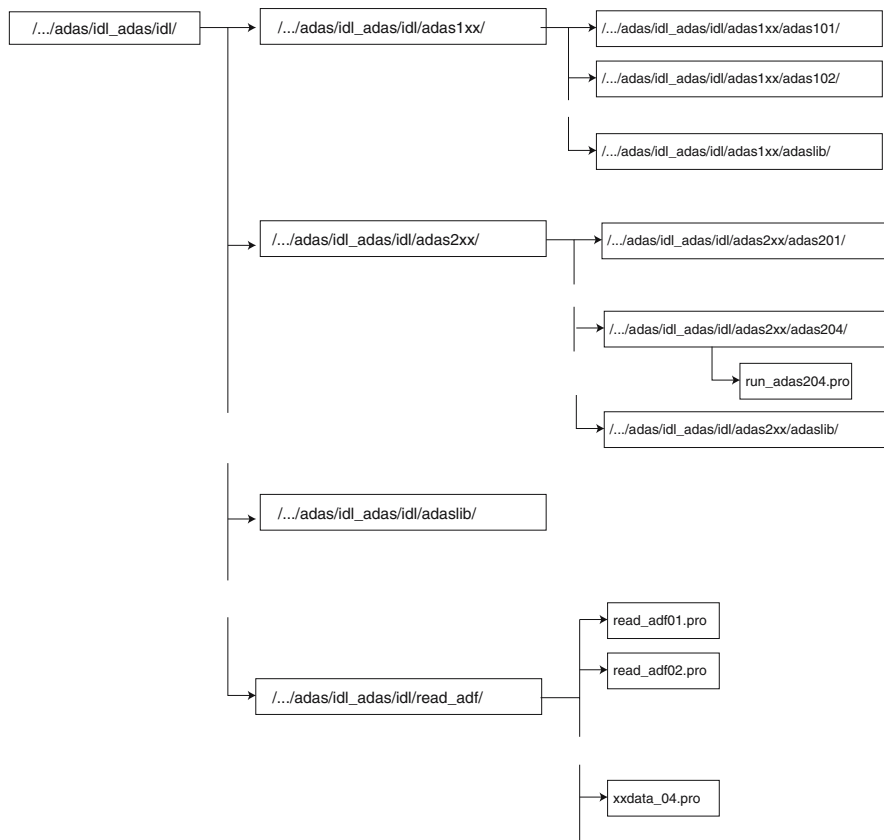 /.../adas/idl_adas/idl/
/.../adas/idl_adas/idl/adas1xx/
/.../adas/idl_adas/idl/adas1xx/adas101/
/.../adas/idl_adas/idl/adas1xx/adas102/
/.../adas/idl_adas/idl/adas1xx/adaslib/
/.../adas/idl_adas/idl/adas2xx/
/.../adas/idl_adas/idl/adas2xx/adas201/
/.../adas/idl_adas/idl/adas2xx/adas204/
run_adas204.pro
/.../adas/idl_adas/idl/adas2xx/adaslib/
/.../adas/idl_adas/idl/adaslib/
read_adf01.pro
read_adf02.pro
/.../adas/idl_adas/idl/read_adf/
xxdata_04.pro